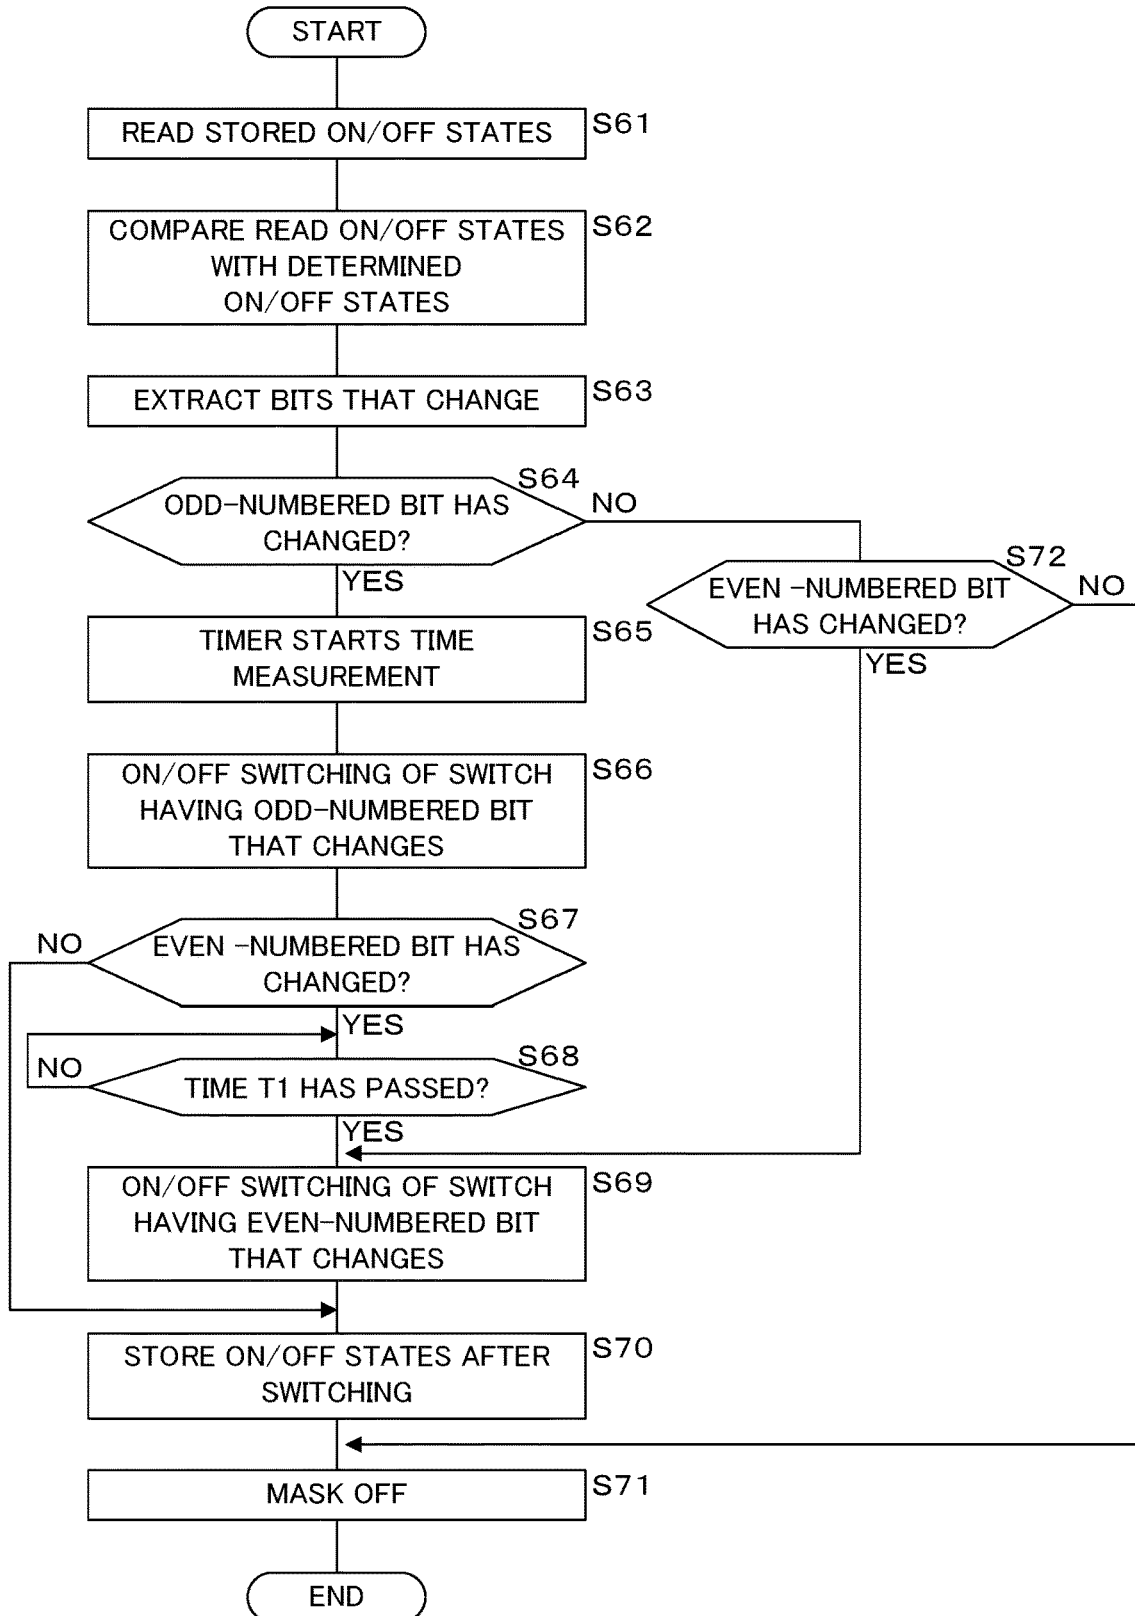 START
READ STORED ON/OFF STATES
S61
COMPARE READ ON/OFF STATES
WITH DETERMINED
ON/OFF STATES
S62
EXTRACT BITS THAT CHANGE
S63
S64
ODD-NUMBERED BIT HAS
CHANGED?
NO
YES
S72
EVEN -NUMBERED BIT
HAS CHANGED?
NO
YES
TIMER STARTS TIME
MEASUREMENT
S65
ON/OFF SWITCHING OF SWITCH
HAVING ODD-NUMBERED BIT
THAT CHANGES
S66
S67
NO
EVEN -NUMBERED BIT HAS
CHANGED?
YES
S68
NO
TIME T1 HAS PASSED?
YES
ON/OFF SWITCHING OF SWITCH
HAVING EVEN-NUMBERED BIT
THAT CHANGES
S69
STORE ON/OFF STATES AFTER
SWITCHING
S70
MASK OFF
S71
END